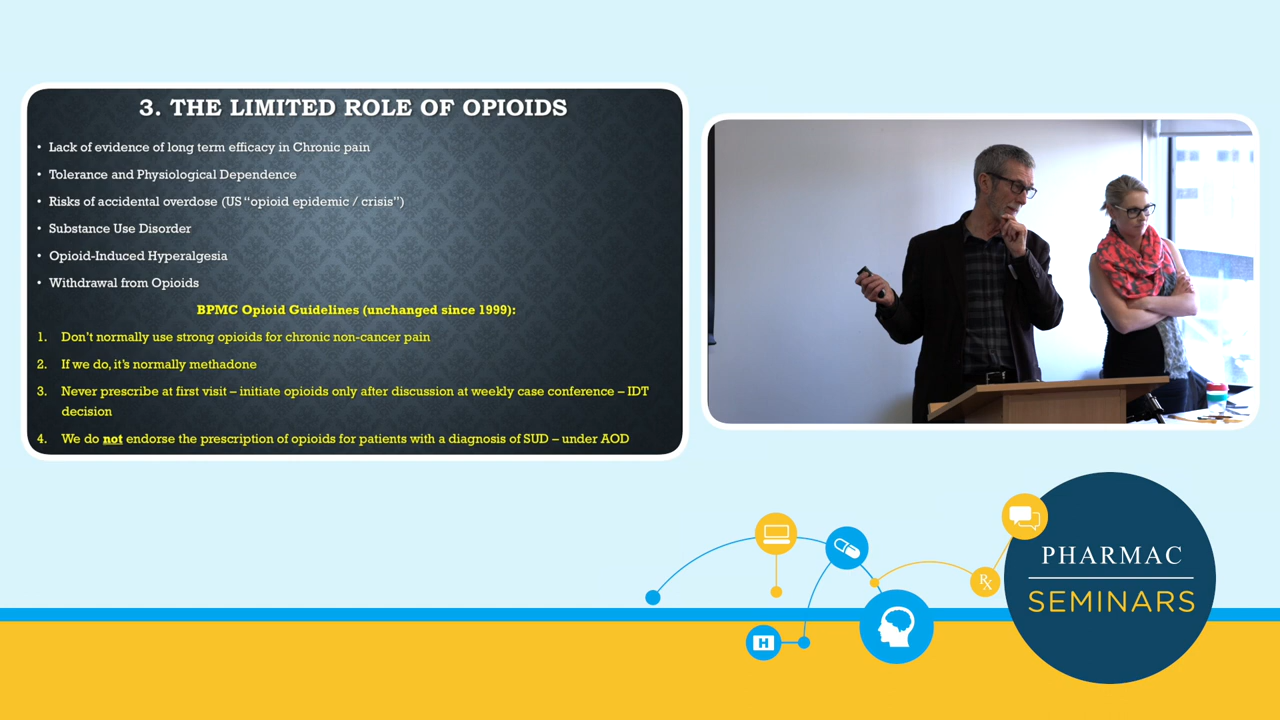 3. THE LIMITED ROLE OF OPIOIDS
• Lack of evidence of long term efficacy in Chronic pain
• Tolerance and Physiological Dependence
• Risks of accidental overdose (US “opioid epidemic / crisis”)
• Substance Use Disorder
• Opioid-Induced Hyperalgesia
• Withdrawal from Opioids
BPMC Opioid Guidelines (unchanged since 1999):
1. Don’t normally use strong opioids for chronic non-cancer pain
2. If we do, it’s normally methadone
3. Never prescribe at first visit – initiate opioids only after discussion at weekly case conference – IDT
decision
4. We do not endorse the prescription of opioids for patients with a diagnosis of SUD – under AOD
H
Rx
PHARMAC
SEMINARS